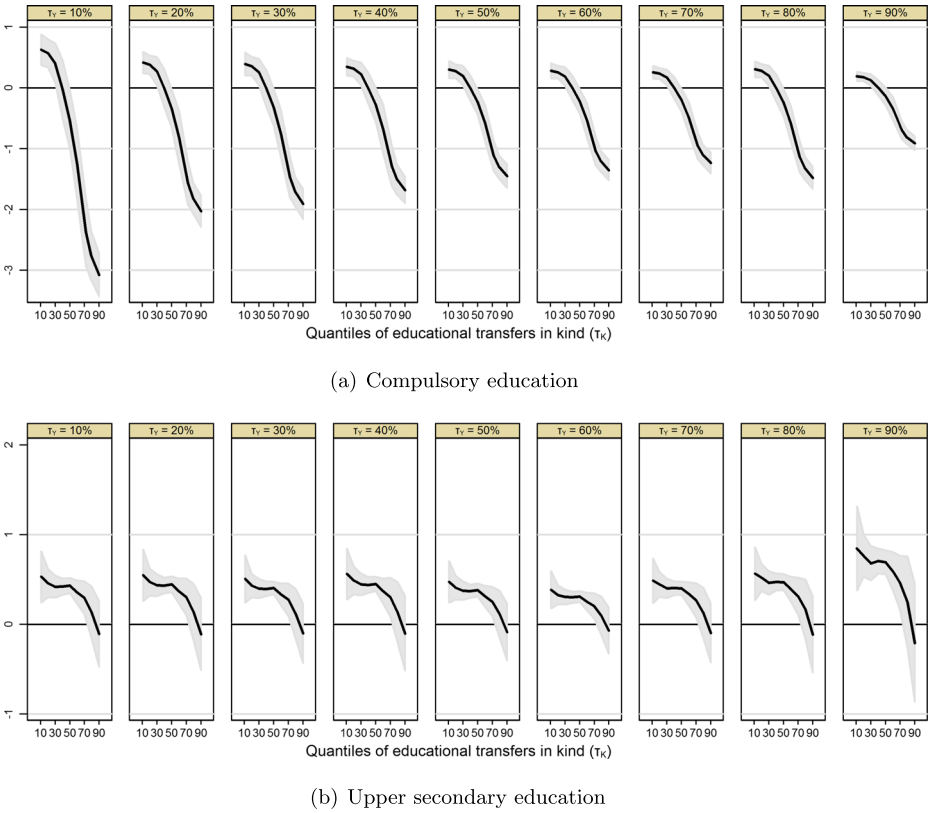 τY = 10% τY = 20% τY = 30% τY = 40% τY = 50% τY = 60% τY = 70% τY = 80% τY = 90%
1
0
-1
-2
-3
10 30 50 70 90 10 30 50 70 90 10 30 50 70 90 10 30 50 70 90 10 30 50 70 90 10 30 50 70 90 10 30 50 70 90 10 30 50 70 90 10 30 50 70 90
Quantiles of educational transfers in kind (τK)
(a) Compulsory education
τY = 10% τY = 20% τY = 30% τY = 40% τY = 50% τY = 60% τY = 70% τY = 80% τY = 90%
2
1
0
-1
10 30 50 70 90 10 30 50 70 90 10 30 50 70 90 10 30 50 70 90 10 30 50 70 90 10 30 50 70 90 10 30 50 70 90 10 30 50 70 90 10 30 50 70 90
Quantiles of educational transfers in kind (τK)
(b) Upper secondary education